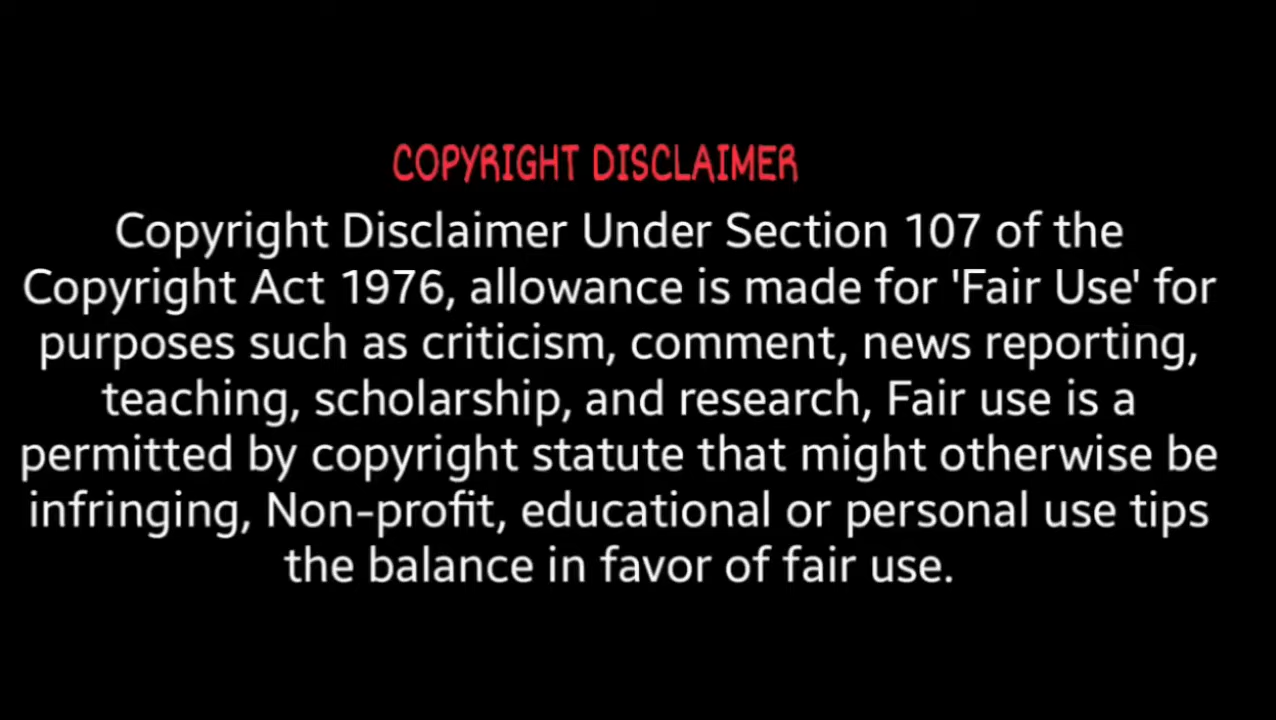 COPYRIGHT DISCLAIMER
Copyright Disclaimer Under Section 107 of the
Copyright Act 1976, allowance is made for 'Fair Use' for
purposes such as criticism, comment, news reporting,
teaching, scholarship, and research, Fair use is a
permitted by copyright statute that might otherwise be
infringing, Non-profit, educational or personal use tips
the balance in favor of fair use.